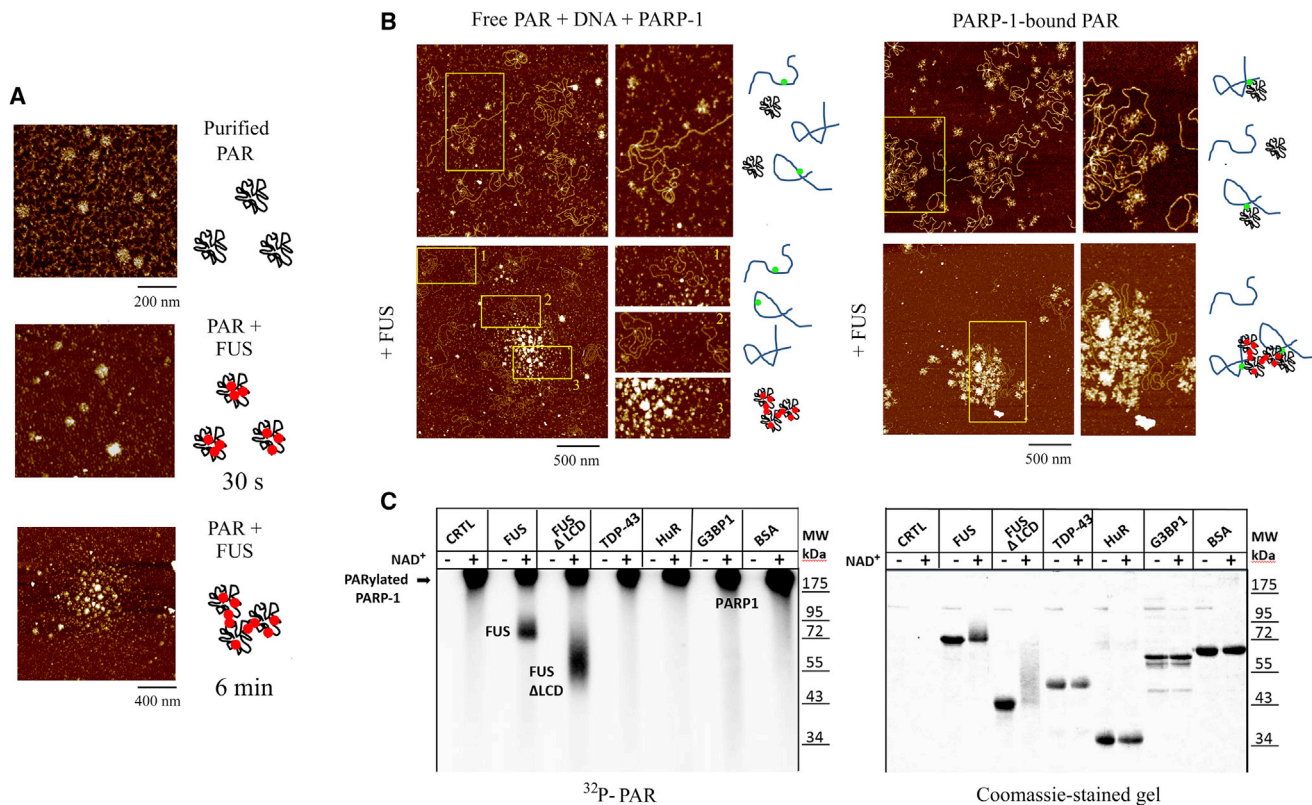 A
Purified
PAR
200 nm
PAR +
FUS
30 s
PAR +
FUS
6 min
400 nm
B
Free PAR + DNA + PARP-1
PARP-1-bound PAR
+ FUS
1
2
3
1
2
3
500 nm
+ FUS
500 nm
C
CRTL
FUS
FUS
Δ LCD
TDP-43
HuR
G3BP1
BSA
MW
kDa
NAD+ - + - + - + - + - + - + - +
PARylated
PARP-1
PARP1
FUS
FUS
ΔLCD
175
95
72
55
43
34
32P- PAR
CRTL
FUS
FUS
Δ LCD
TDP-43
HuR
G3BP1
BSA
MW
kDa
NAD+ - + - + - + - + - + - + - +
175
95
72
55
43
34
Coomassie-stained gel